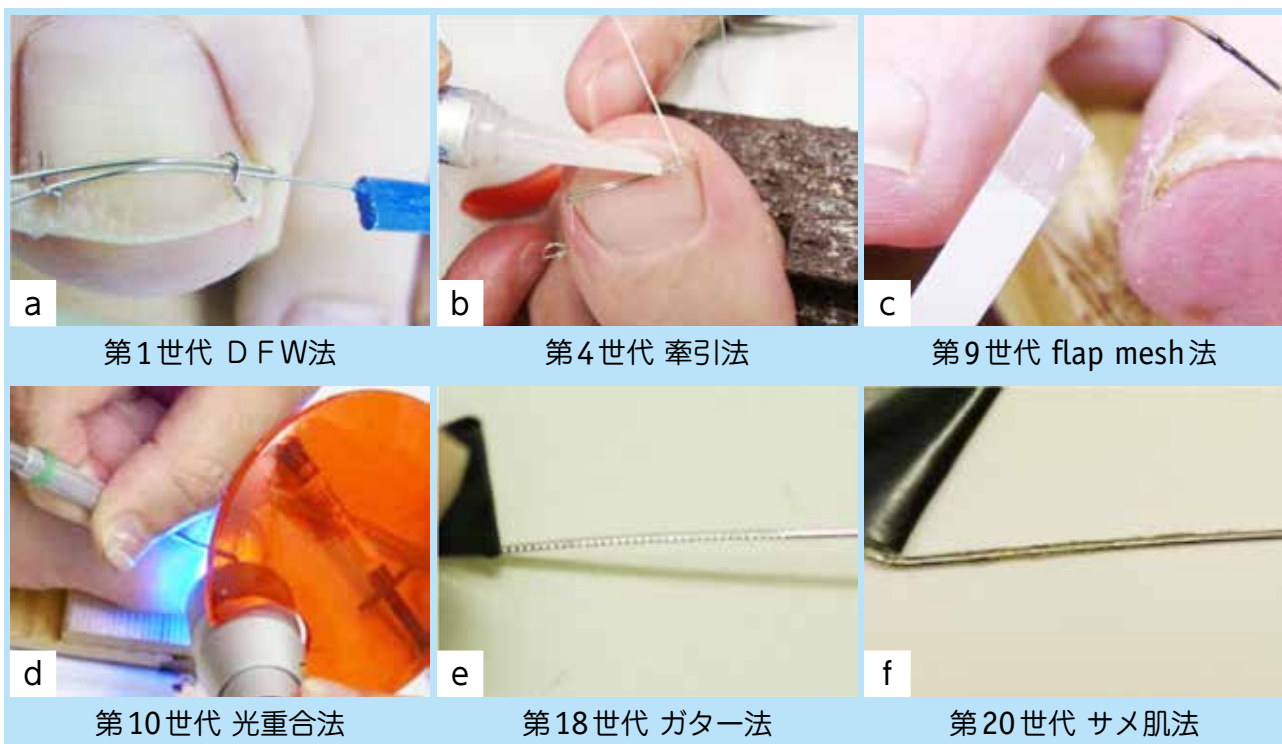 a
b
c
第1世代 ＤＦＷ法
第4世代 牽引法
第9世代 flap mesh法
d
e
f
第10世代 光重合法
第18世代 ガター法
第20世代 サメ肌法